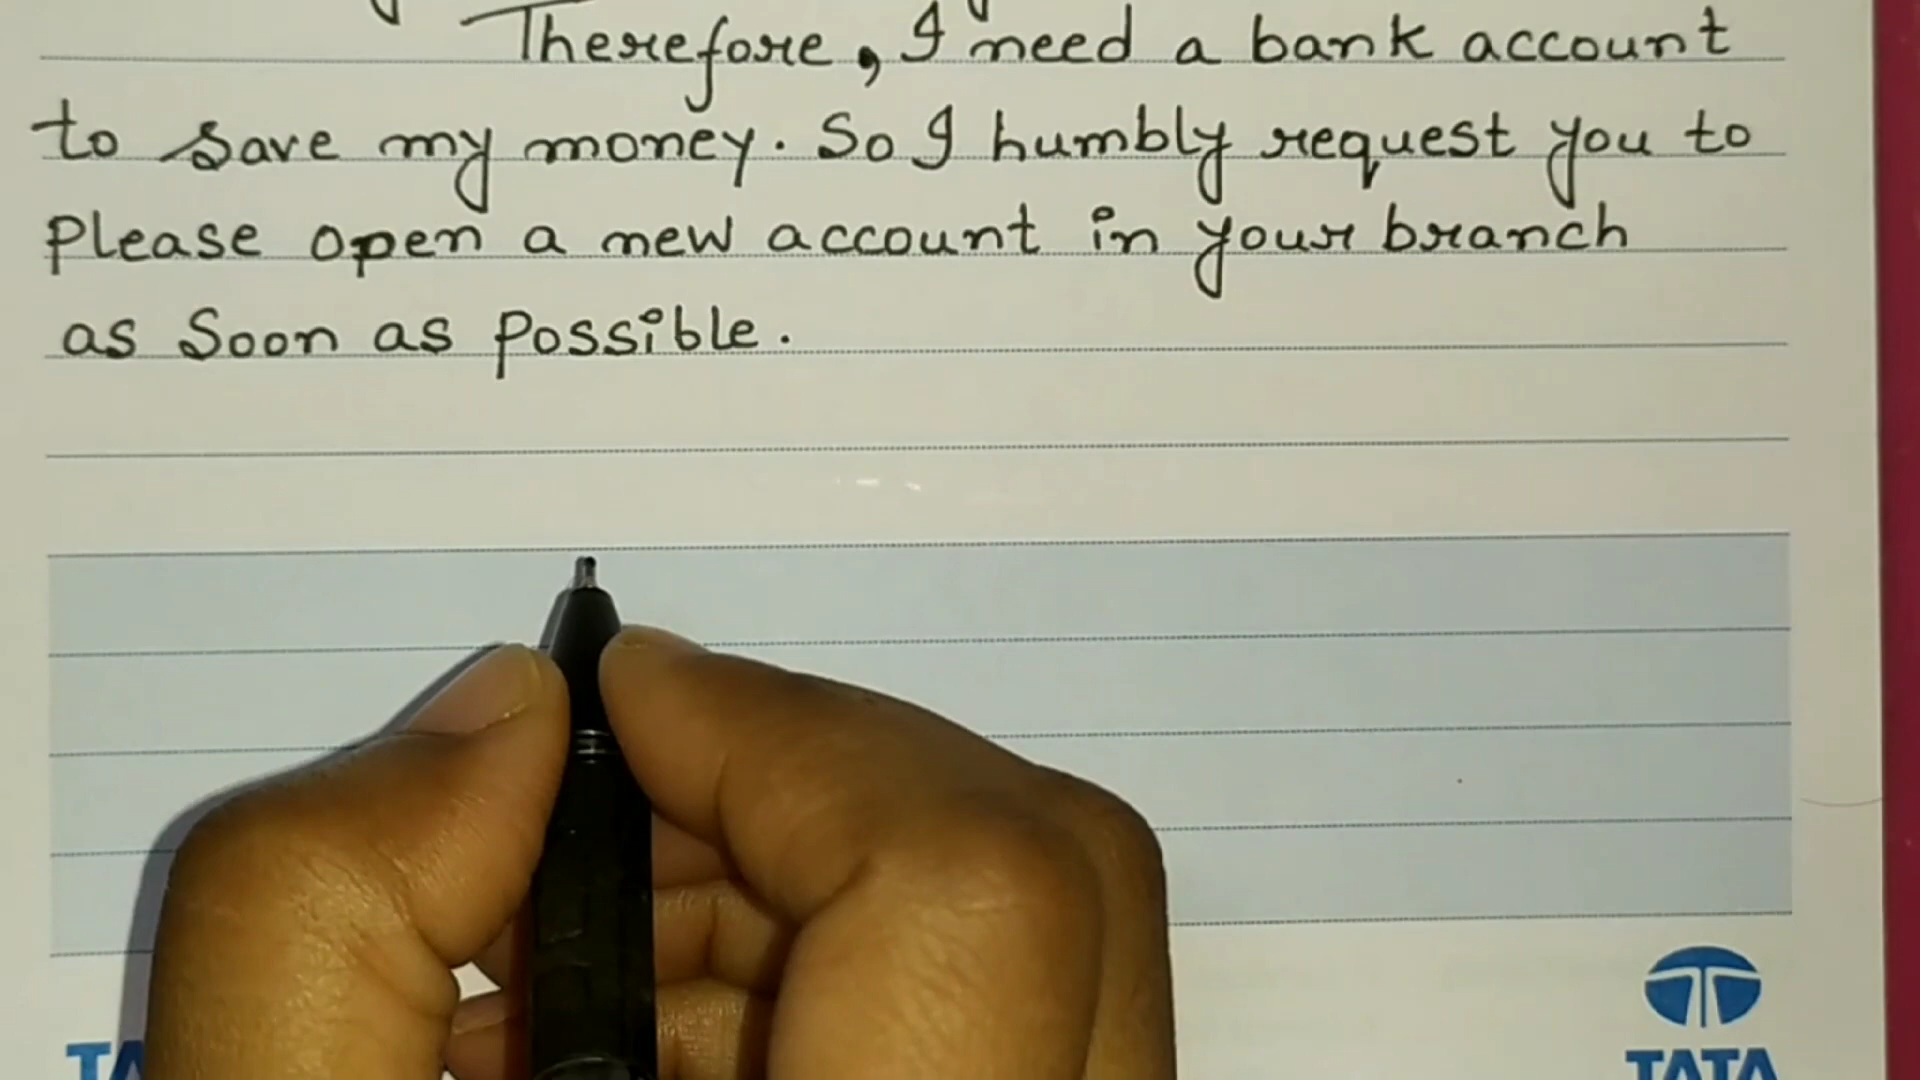 Therefore, I need a bank account
to save my money. So I humbly request you to
please open a new account in your branch
as soon as possible.
TATA